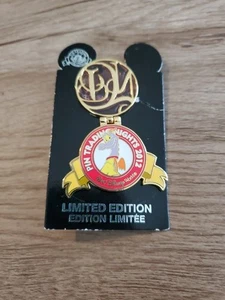 PIN TRADING NIGHTS 2012
LIMITED EDITION
EDITION LIMITÉE